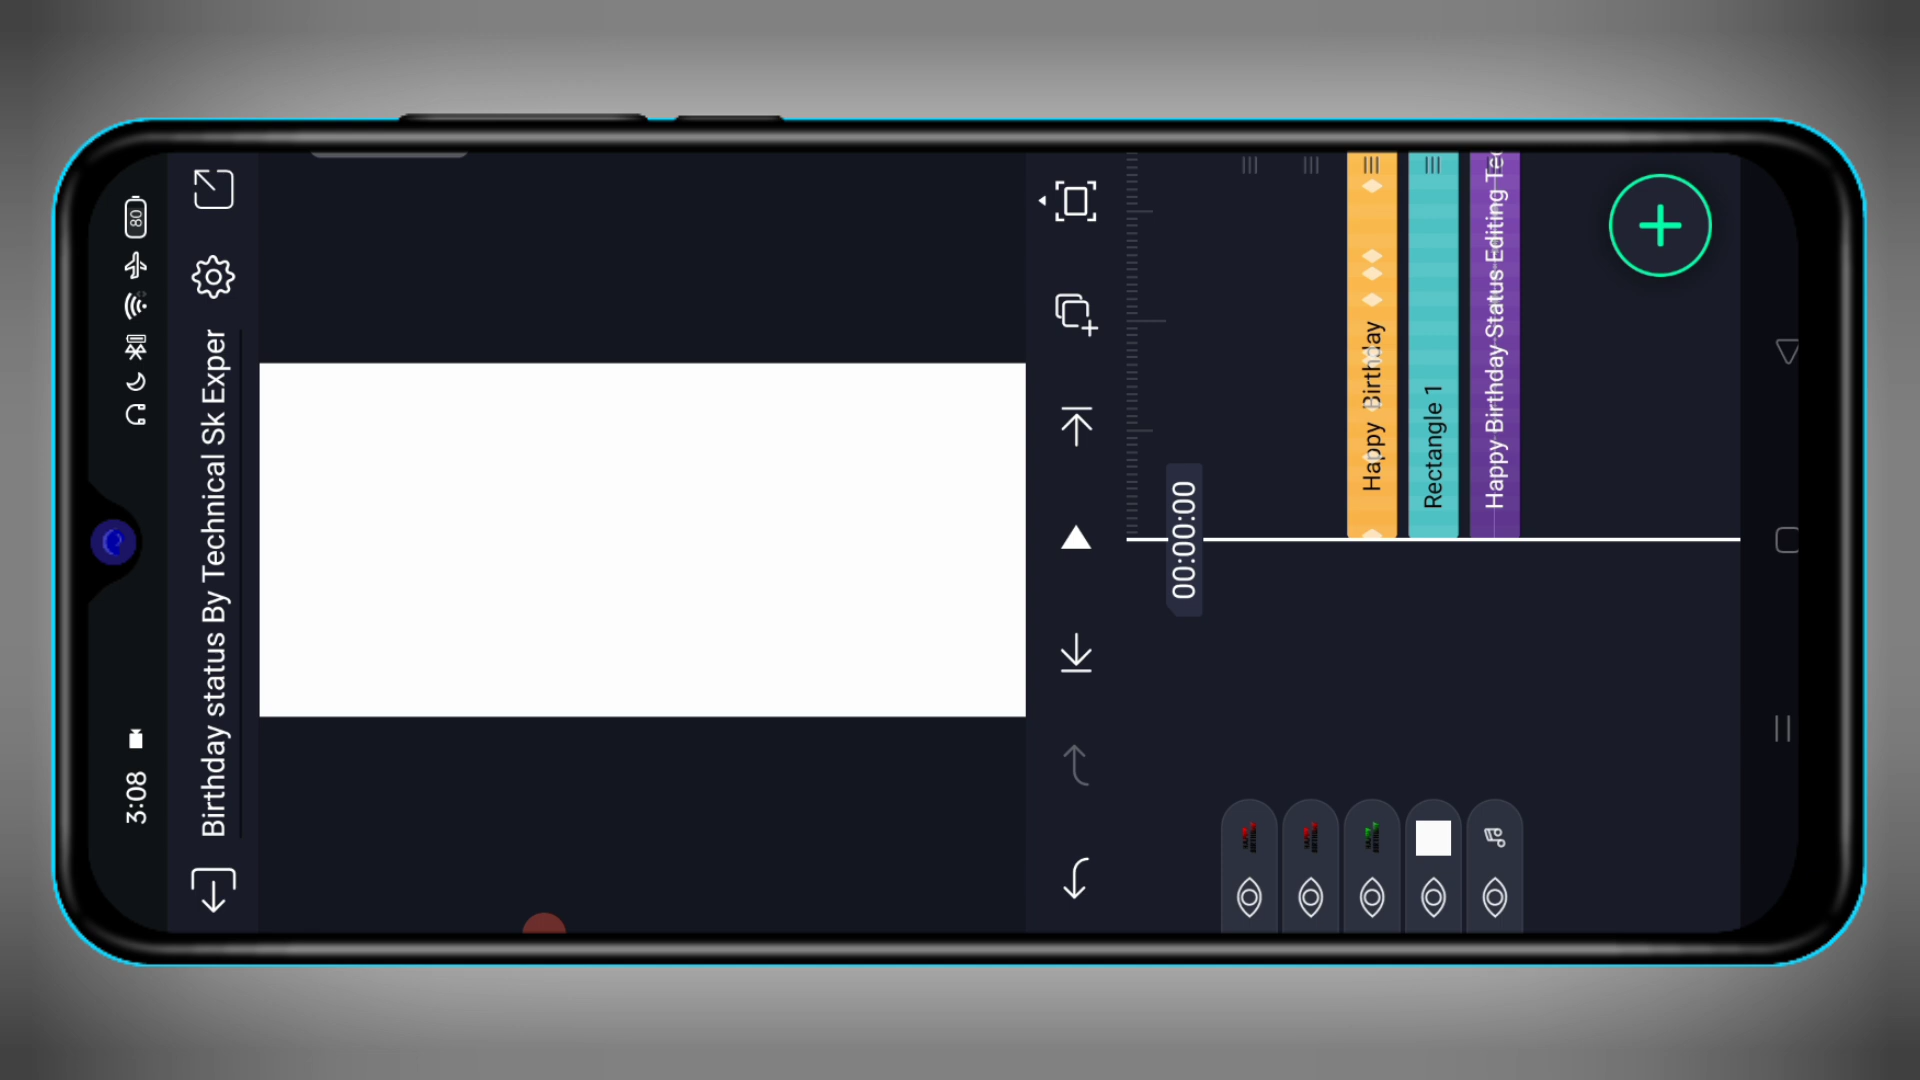 3:08
80
Birthday status By Technical Sk Exper
00:00:00
Happy Birthday
Rectangle 1
Happy Birthday Status Editing Tec